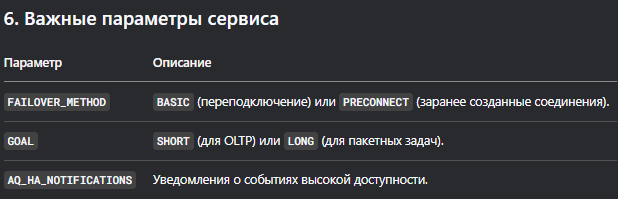 6. Важные параметры сервиса
Параметр Описание
FAILOVER_METHOD BASIC (переподключение) или PRECONNECT (заранее созданные соединения).
GOAL SHORT (для OLTP) или LONG (для пакетных задач).
AQ_HA_NOTIFICATIONS Уведомления о событиях высокой доступности.